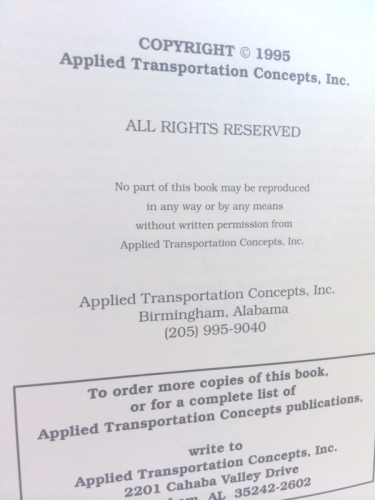 COPYRIGHT © 1995
Applied Transportation Concepts, Inc.
ALL RIGHTS RESERVED
No part of this book may be reproduced
in any way or by any means
without written permission from
Applied Transportation Concepts, Inc.
Applied Transportation Concepts, Inc.
Birmingham, Alabama
(205) 995-9040
To order more copies of this book,
or for a complete list of
Applied Transportation Concepts publications,
write to
Applied Transportation Concepts, Inc.
2201 Cahaba Valley Drive
AL 35242-2602